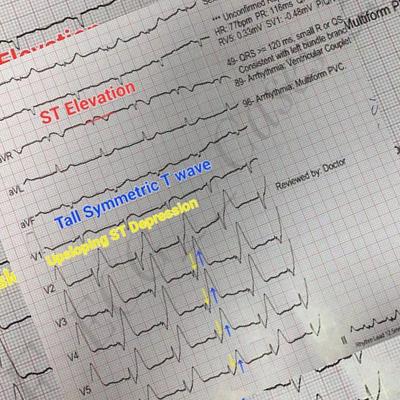 Elevation
*** Unconfirmed
HR: 77bpm PR: 116ms
RV5: 0.33mV SV1: -0.48mV
Multiform
49- QRS >= 120 ms, small R or QS
Consistent with left bundle branch
89- Arrhythmia: Ventricular Couplet
96- Arrhythmia: Multiform PVC
ST Elevation
aVR
aVL
aVF
Tall Symmetric T wave
Upsloping ST Depression
Reviewed by: Doctor
V1
V2
V3
V4
V5
II